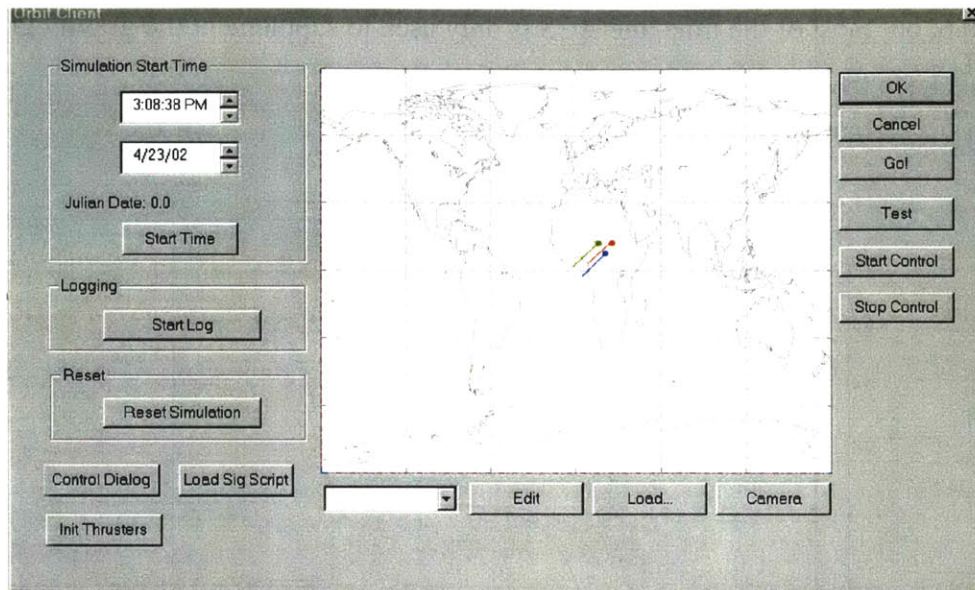 Orbit Client
Simulation Start Time
3:08:38 PM
4/23/02
Julian Date: 0.0
Start Time
Logging
Start Log
Reset
Reset Simulation
Control Dialog
Load Sig Script
Init Thrusters
Edit
Load...
Camera
OK
Cancel
Go!
Test
Start Control
Stop Control